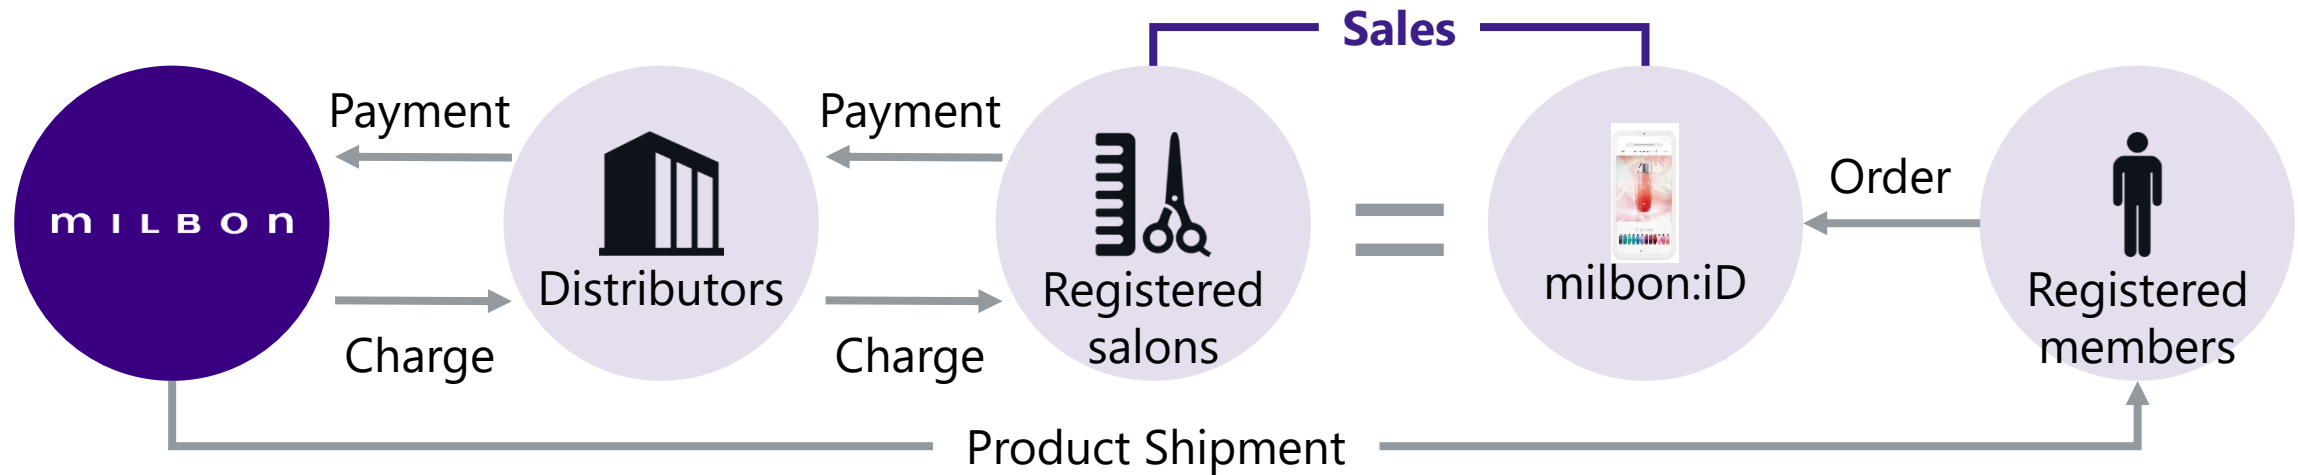 Sales
Payment
Payment
Order
MILBON
Distributors
Registered
salons
milbon:iD
Registered
members
Charge
Charge
Product Shipment